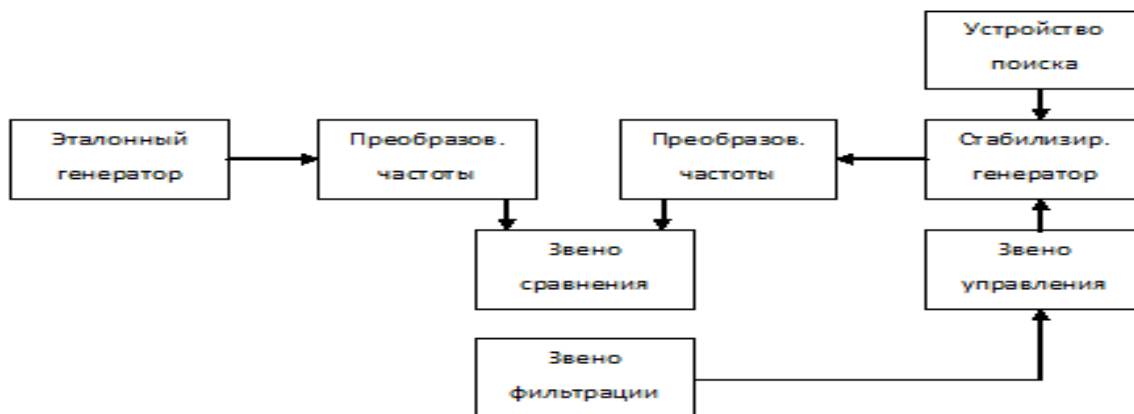 Устройство
поиска
Эталонный
генератор
Преобразов.
частоты
Преобразов.
частоты
Стабилизир.
генератор
Звено
сравнения
Звено
управления
Звено
фильтрации